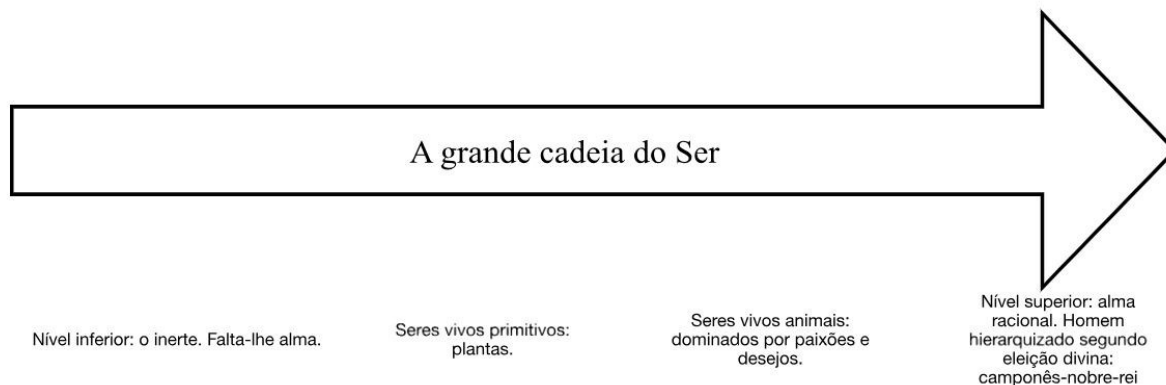 A grande cadeia do Ser
Nível inferior: o inerte. Falta-lhe alma.
Seres vivos primitivos:
plantas.
Seres vivos animais:
dominados por paixões e
desejos.
Nível superior: alma
racional. Homem
hierarquizado segundo
eleição divina:
camponês-nobre-rei